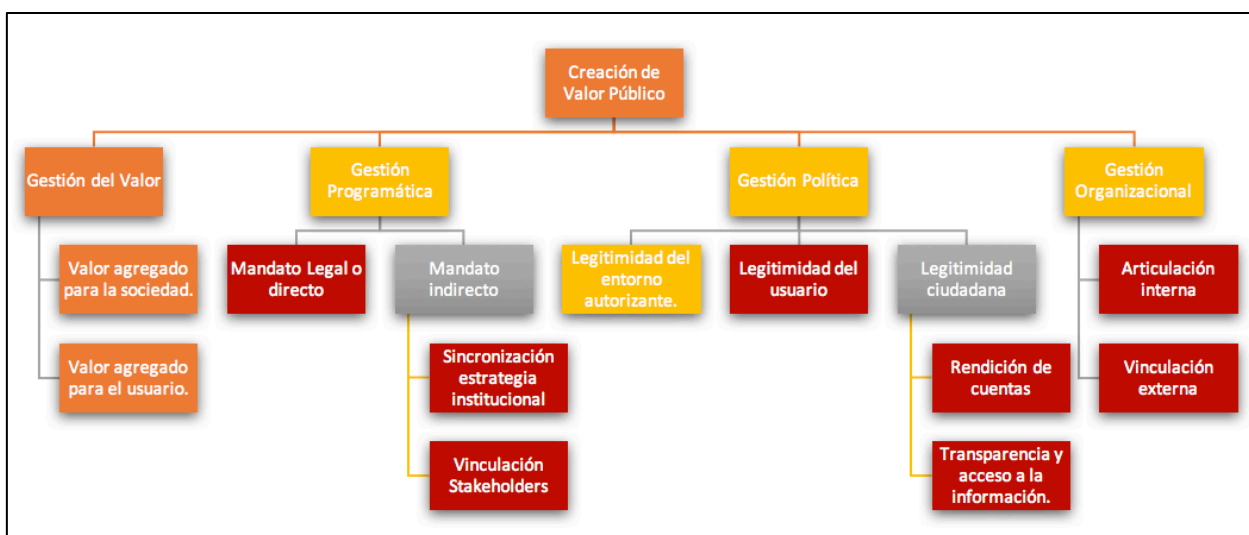 Creación de
Valor Público
Gestión del Valor
Gestión
Programática
Gestión Política
Gestión
Organizacional
Valor agregado
para la sociedad.
Valor agregado
para el usuario.
Mandato Legal o
directo
Mandato
indirecto
Sincronización
estrategia
institucional
Vinculación
Stakeholders
Legitimidad del
entorno
autorizante.
Legitimidad del
usuario
Legitimidad
ciudadana
Rendición de
cuentas
Transparencia y
acceso a la
información.
Articulación
interna
Vinculación
externa